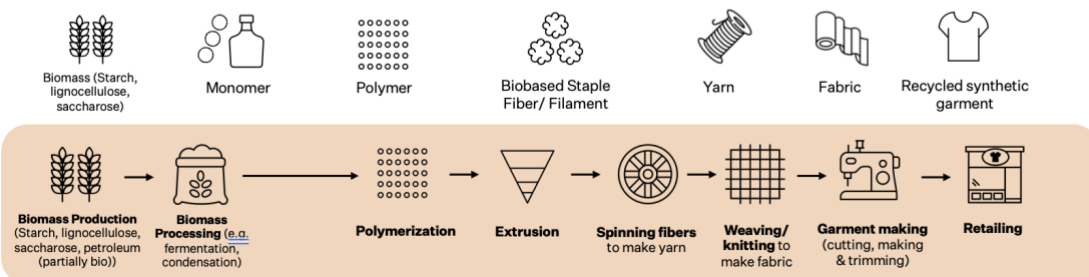 Biomass (Starch,
lignocellulose,
saccharose)
Monomer
Polymer
Biobased Staple
Fiber/ Filament
Yarn
Fabric
Recycled synthetic
garment
Biomass Production
(Starch, lignocellulose,
saccharose, petroleum
(partially bio))
Biomass
Processing (e.g.
fermentation,
condensation)
Polymerization
Extrusion
Spinning fibers
to make yarn
Weaving/
knitting to
make fabric
Garment making
(cutting, making
& trimming)
Retailing